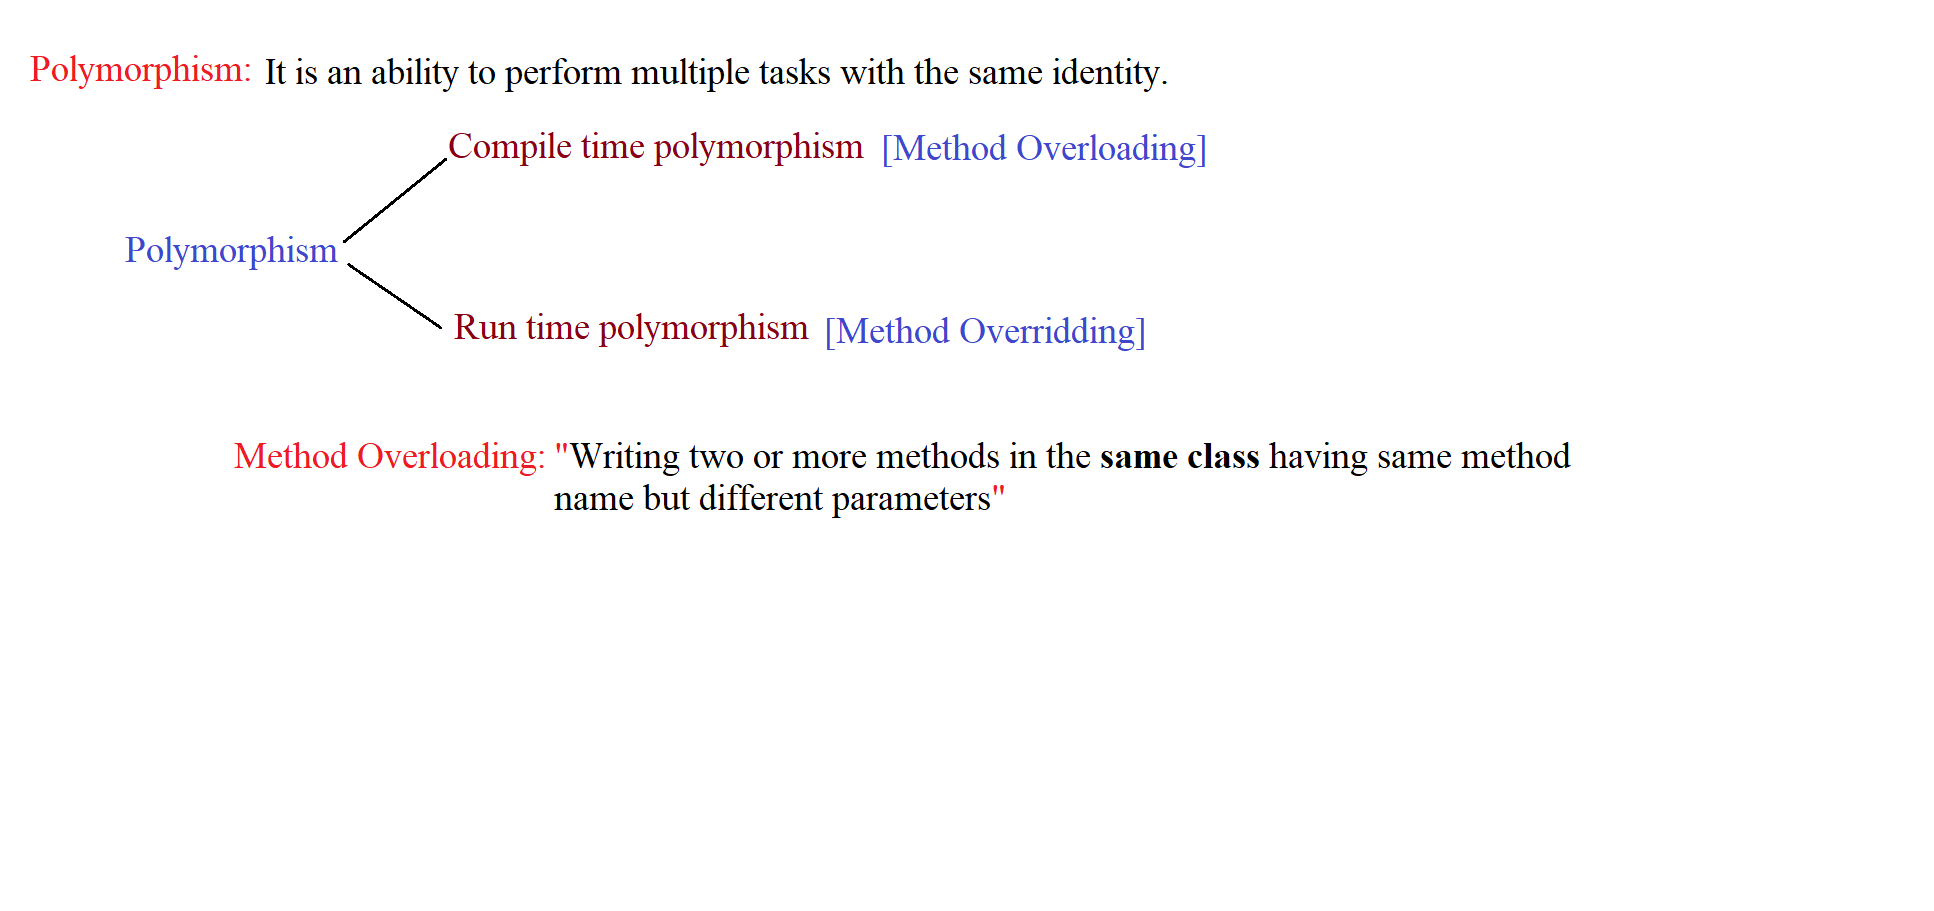 Polymorphism: It is an ability to perform multiple tasks with the same identity.
Compile time polymorphism [Method Overloading]
Polymorphism
Run time polymorphism [Method Overridding]
Method Overloading: "Writing two or more methods in the same class having same method
name but different parameters"